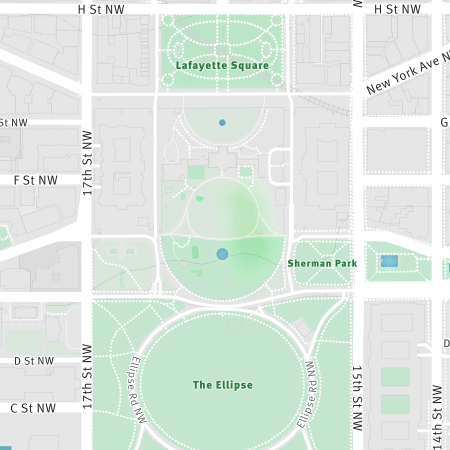 H St NW
H St NW
Lafayette Square
New York Ave N
St NW
G
17th St NW
F St NW
Sherman Park
D St NW
D
17th St NW
Ellipse Rd NW
The Ellipse
Ellipse Rd NW
15th St NW
C St NW
14th St NW